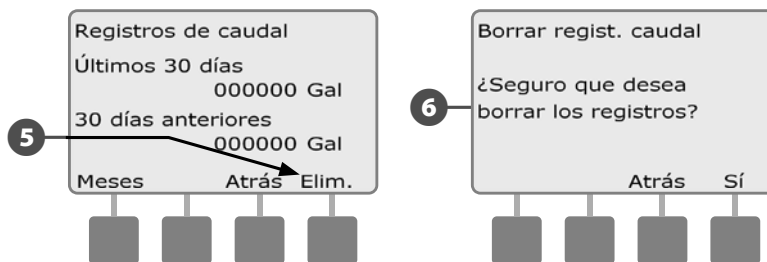 Registros de caudal
Últimos 30 días
000000 Gal
30 días anteriores
000000 Gal
Meses Atrás Elim.
5
Borrar regist. caudal
¿Seguro que desea
borrar los registros?
Atrás Sí
6